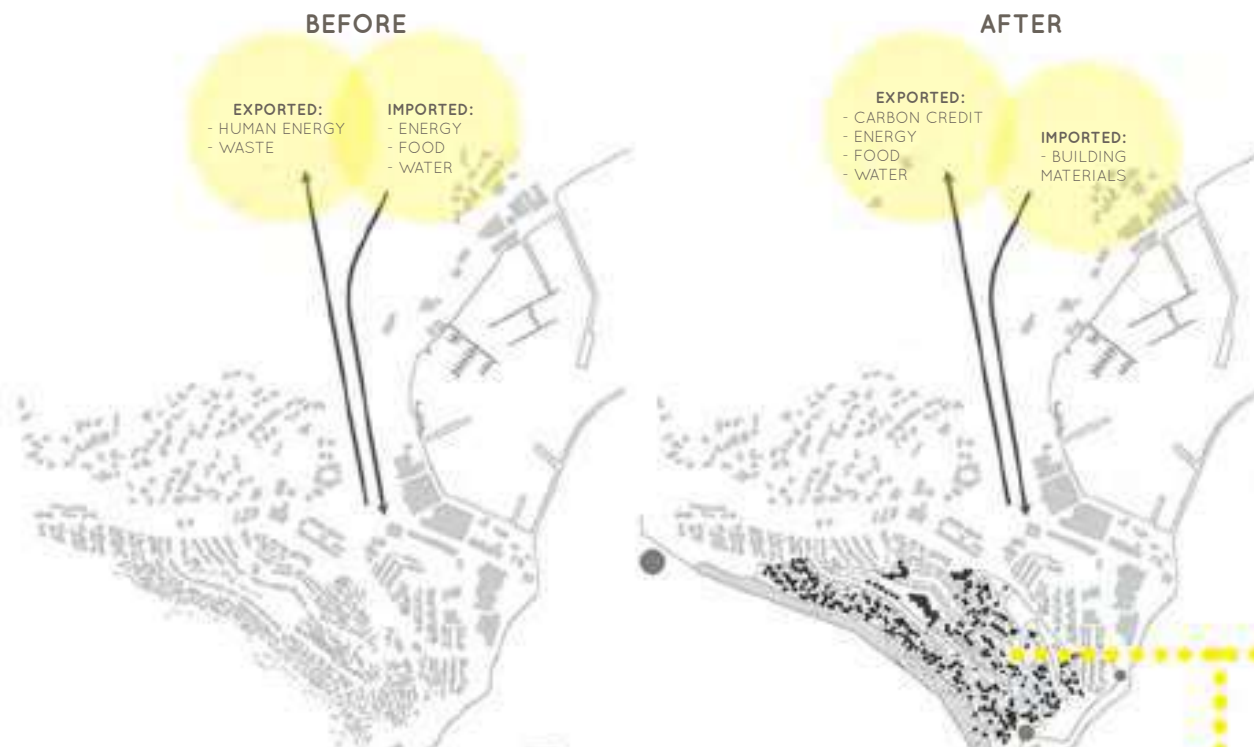 BEFORE
EXPORTED:
- HUMAN ENERGY
- WASTE
IMPORTED:
- ENERGY
- FOOD
- WATER
AFTER
EXPORTED:
- CARBON CREDIT
- ENERGY
- FOOD
- WATER
IMPORTED:
- BUILDING
MATERIALS